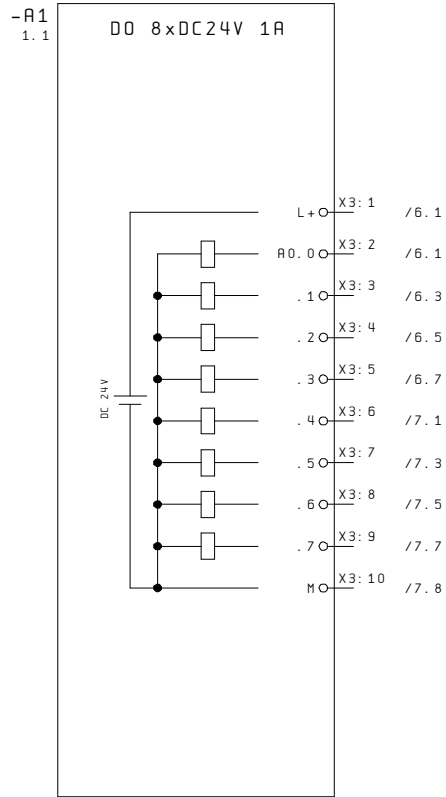 -A1
1.1
DO 8xDC24V 1A
L+ X3:1 /6.1
A0.0 X3:2 /6.1
.1 X3:3 /6.3
.2 X3:4 /6.5
.3 X3:5 /6.7
DC 24V
.4 X3:6 /7.1
.5 X3:7 /7.3
.6 X3:8 /7.5
.7 X3:9 /7.7
M X3:10 /7.8